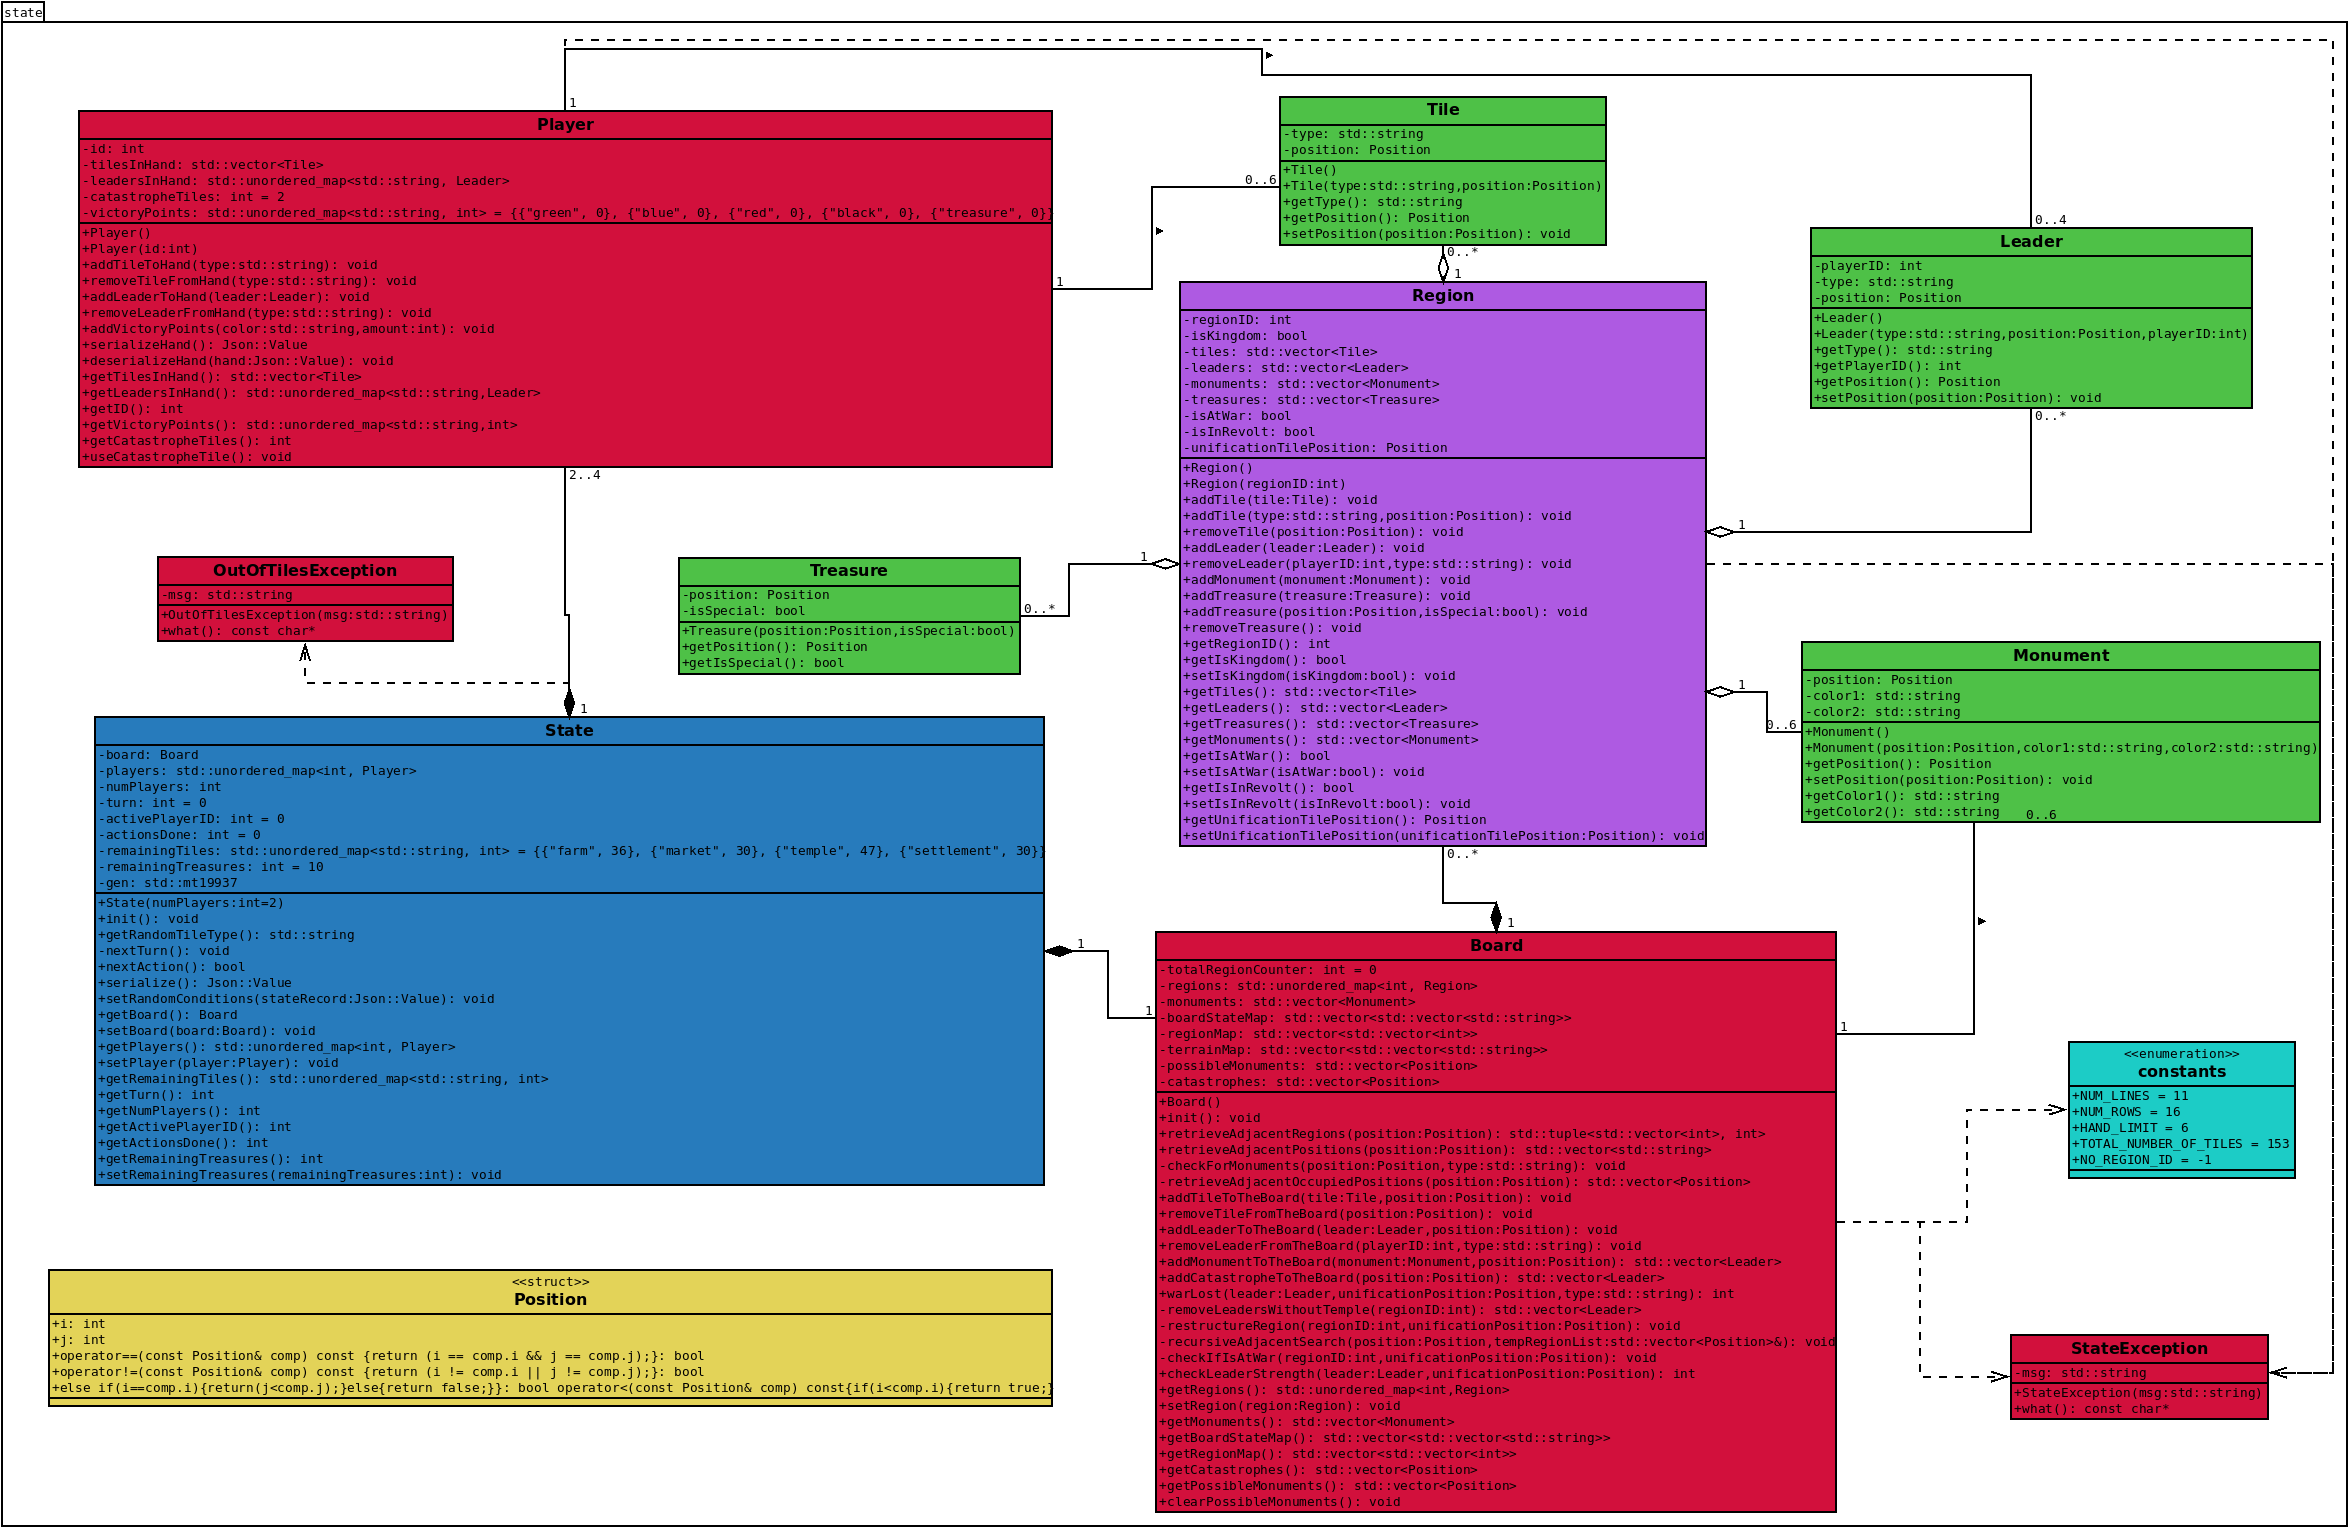 state
1
Player
-id: int
-tilesInHand: std::vector<Tile>
-leadersInHand: std::unordered_map<std::string, Leader>
-catastropheTiles: int = 2
-victoryPoints: std::unordered_map<std::string, int> = {{"green", 0}, {"blue", 0}, {"red", 0}, {"black", 0}, {"treasure", 0}}
+Player()
+Player(id:int)
+addTileToHand(type:std::string): void
+removeTileFromHand(type:std::string): void
+addLeaderToHand(leader:Leader): void
+removeLeaderFromHand(type:std::string): void
+addVictoryPoints(color:std::string,amount:int): void
+serializeHand(): Json::Value
+deserializeHand(hand:Json::Value): void
+getTilesInHand(): std::vector<Tile>
+getLeadersInHand(): std::unordered_map<std::string,Leader>
+getID(): int
+getVictoryPoints(): std::unordered_map<std::string,int>
+getCatastropheTiles(): int
+useCatastropheTile(): void
1
2..4
0..6
Tile
-type: std::string
-position: Position
+Tile()
+Tile(type:std::string,position:Position)
+getType(): std::string
+getPosition(): Position
+setPosition(position:Position): void
0..*
1
0..4
Leader
-playerID: int
-type: std::string
-position: Position
+Leader()
+Leader(type:std::string,position:Position,playerID:int)
+getType(): std::string
+getPlayerID(): int
+getPosition(): Position
+setPosition(position:Position): void
0..*
Region
-regionID: int
-isKingdom: bool
-tiles: std::vector<Tile>
-leaders: std::vector<Leader>
-monuments: std::vector<Monument>
-treasures: std::vector<Treasure>
-isAtWar: bool
-isInRevolt: bool
-unificationTilePosition: Position
+Region()
+Region(regionID:int)
+addTile(tile:Tile): void
+addTile(type:std::string,position:Position): void
+removeTile(position:Position): void
+addLeader(leader:Leader): void
+removeLeader(playerID:int,type:std::string): void
+addMonument(monument:Monument): void
+addTreasure(treasure:Treasure): void
+addTreasure(position:Position,isSpecial:bool): void
+removeTreasure(): void
+getRegionID(): int
+getIsKingdom(): bool
+setIsKingdom(isKingdom:bool): void
+getTiles(): std::vector<Tile>
+getLeaders(): std::vector<Leader>
+getTreasures(): std::vector<Treasure>
+getMonuments(): std::vector<Monument>
+getIsAtWar(): bool
+setIsAtWar(isAtWar:bool): void
+getIsInRevolt(): bool
+setIsInRevolt(isInRevolt:bool): void
+getUnificationTilePosition(): Position
+setUnificationTilePosition(unificationTilePosition:Position): void
1
1
1
0..*
OutOfTilesException
-msg: std::string
+OutOfTilesException(msg:std::string)
+what(): const char*
Treasure
-position: Position
-isSpecial: bool
+Treasure(position:Position,isSpecial:bool)
+getPosition(): Position
+getIsSpecial(): bool
0..*
0..6
Monument
-position: Position
-color1: std::string
-color2: std::string
+Monument()
+Monument(position:Position,color1:std::string,color2:std::string)
+getPosition(): Position
+setPosition(position:Position): void
+getColor1(): std::string
+getColor2(): std::string
0..6
1
State
-board: Board
-players: std::unordered_map<int, Player>
-numPlayers: int
-turn: int = 0
-activePlayerID: int = 0
-actionsDone: int = 0
-remainingTiles: std::unordered_map<std::string, int> = {{"farm", 36}, {"market", 30}, {"temple", 47}, {"settlement", 30}}
-remainingTreasures: int = 10
-gen: std::mt19937
+State(numPlayers:int=2)
+init(): void
+getRandomTileType(): std::string
-nextTurn(): void
+nextAction(): bool
+serialize(): Json::Value
+setRandomConditions(stateRecord:Json::Value): void
+getBoard(): Board
+setBoard(board:Board): void
+getPlayers(): std::unordered_map<int, Player>
+setPlayer(player:Player): void
+getRemainingTiles(): std::unordered_map<std::string, int>
+getTurn(): int
+getNumPlayers(): int
+getActivePlayerID(): int
+getActionsDone(): int
+getRemainingTreasures(): int
+setRemainingTreasures(remainingTreasures:int): void
1
1
1
Board
-totalRegionCounter: int = 0
-regions: std::unordered_map<int, Region>
-monuments: std::vector<Monument>
-boardStateMap: std::vector<std::vector<std::string>>
-regionMap: std::vector<std::vector<int>>
-terrainMap: std::vector<std::vector<std::string>>
-possibleMonuments: std::vector<Position>
-catastrophes: std::vector<Position>
+Board()
+init(): void
+retrieveAdjacentRegions(position:Position): std::tuple<std::vector<int>, int>
+retrieveAdjacentPositions(position:Position): std::vector<std::string>
-checkForMonuments(position:Position,type:std::string): void
-retrieveAdjacentOccupiedPositions(position:Position): std::vector<Position>
+addTileToTheBoard(tile:Tile,position:Position): void
+removeTileFromTheBoard(position:Position): void
+addLeaderToTheBoard(leader:Leader,position:Position): void
+removeLeaderFromTheBoard(playerID:int,type:std::string): void
+addMonumentToTheBoard(monument:Monument,position:Position): std::vector<Leader>
+addCatastropheToTheBoard(position:Position): std::vector<Leader>
+warLost(leader:Leader,unificationPosition:Position,type:std::string): int
-removeLeadersWithoutTemple(regionID:int): std::vector<Leader>
-restructureRegion(regionID:int,unificationPosition:Position): void
-recursiveAdjacentSearch(position:Position,tempRegionList:std::vector<Position>&): void
-checkIfIsAtWar(regionID:int,unificationPosition:Position): void
+checkLeaderStrength(leader:Leader,unificationPosition:Position): int
+getRegions(): std::unordered_map<int,Region>
+setRegion(region:Region): void
+getMonuments(): std::vector<Monument>
+getBoardStateMap(): std::vector<std::vector<std::string>>
+getRegionMap(): std::vector<std::vector<int>>
+getCatastrophes(): std::vector<Position>
+getPossibleMonuments(): std::vector<Position>
+clearPossibleMonuments(): void
1
<<enumeration>>
constants
+NUM_LINES = 11
+NUM_ROWS = 16
+HAND_LIMIT = 6
+TOTAL_NUMBER_OF_TILES = 153
+NO_REGION_ID = -1
<<struct>>
Position
+i: int
+j: int
+operator==(const Position& comp) const {return (i == comp.i && j == comp.j);}: bool
+operator!=(const Position& comp) const {return (i != comp.i || j != comp.j);}: bool
+else if(i==comp.i){return(j<comp.j);}else{return false;}}: bool operator<(const Position& comp) const{if(i<comp.i){return true;}
StateException
-msg: std::string
+StateException(msg:std::string)
+what(): const char*